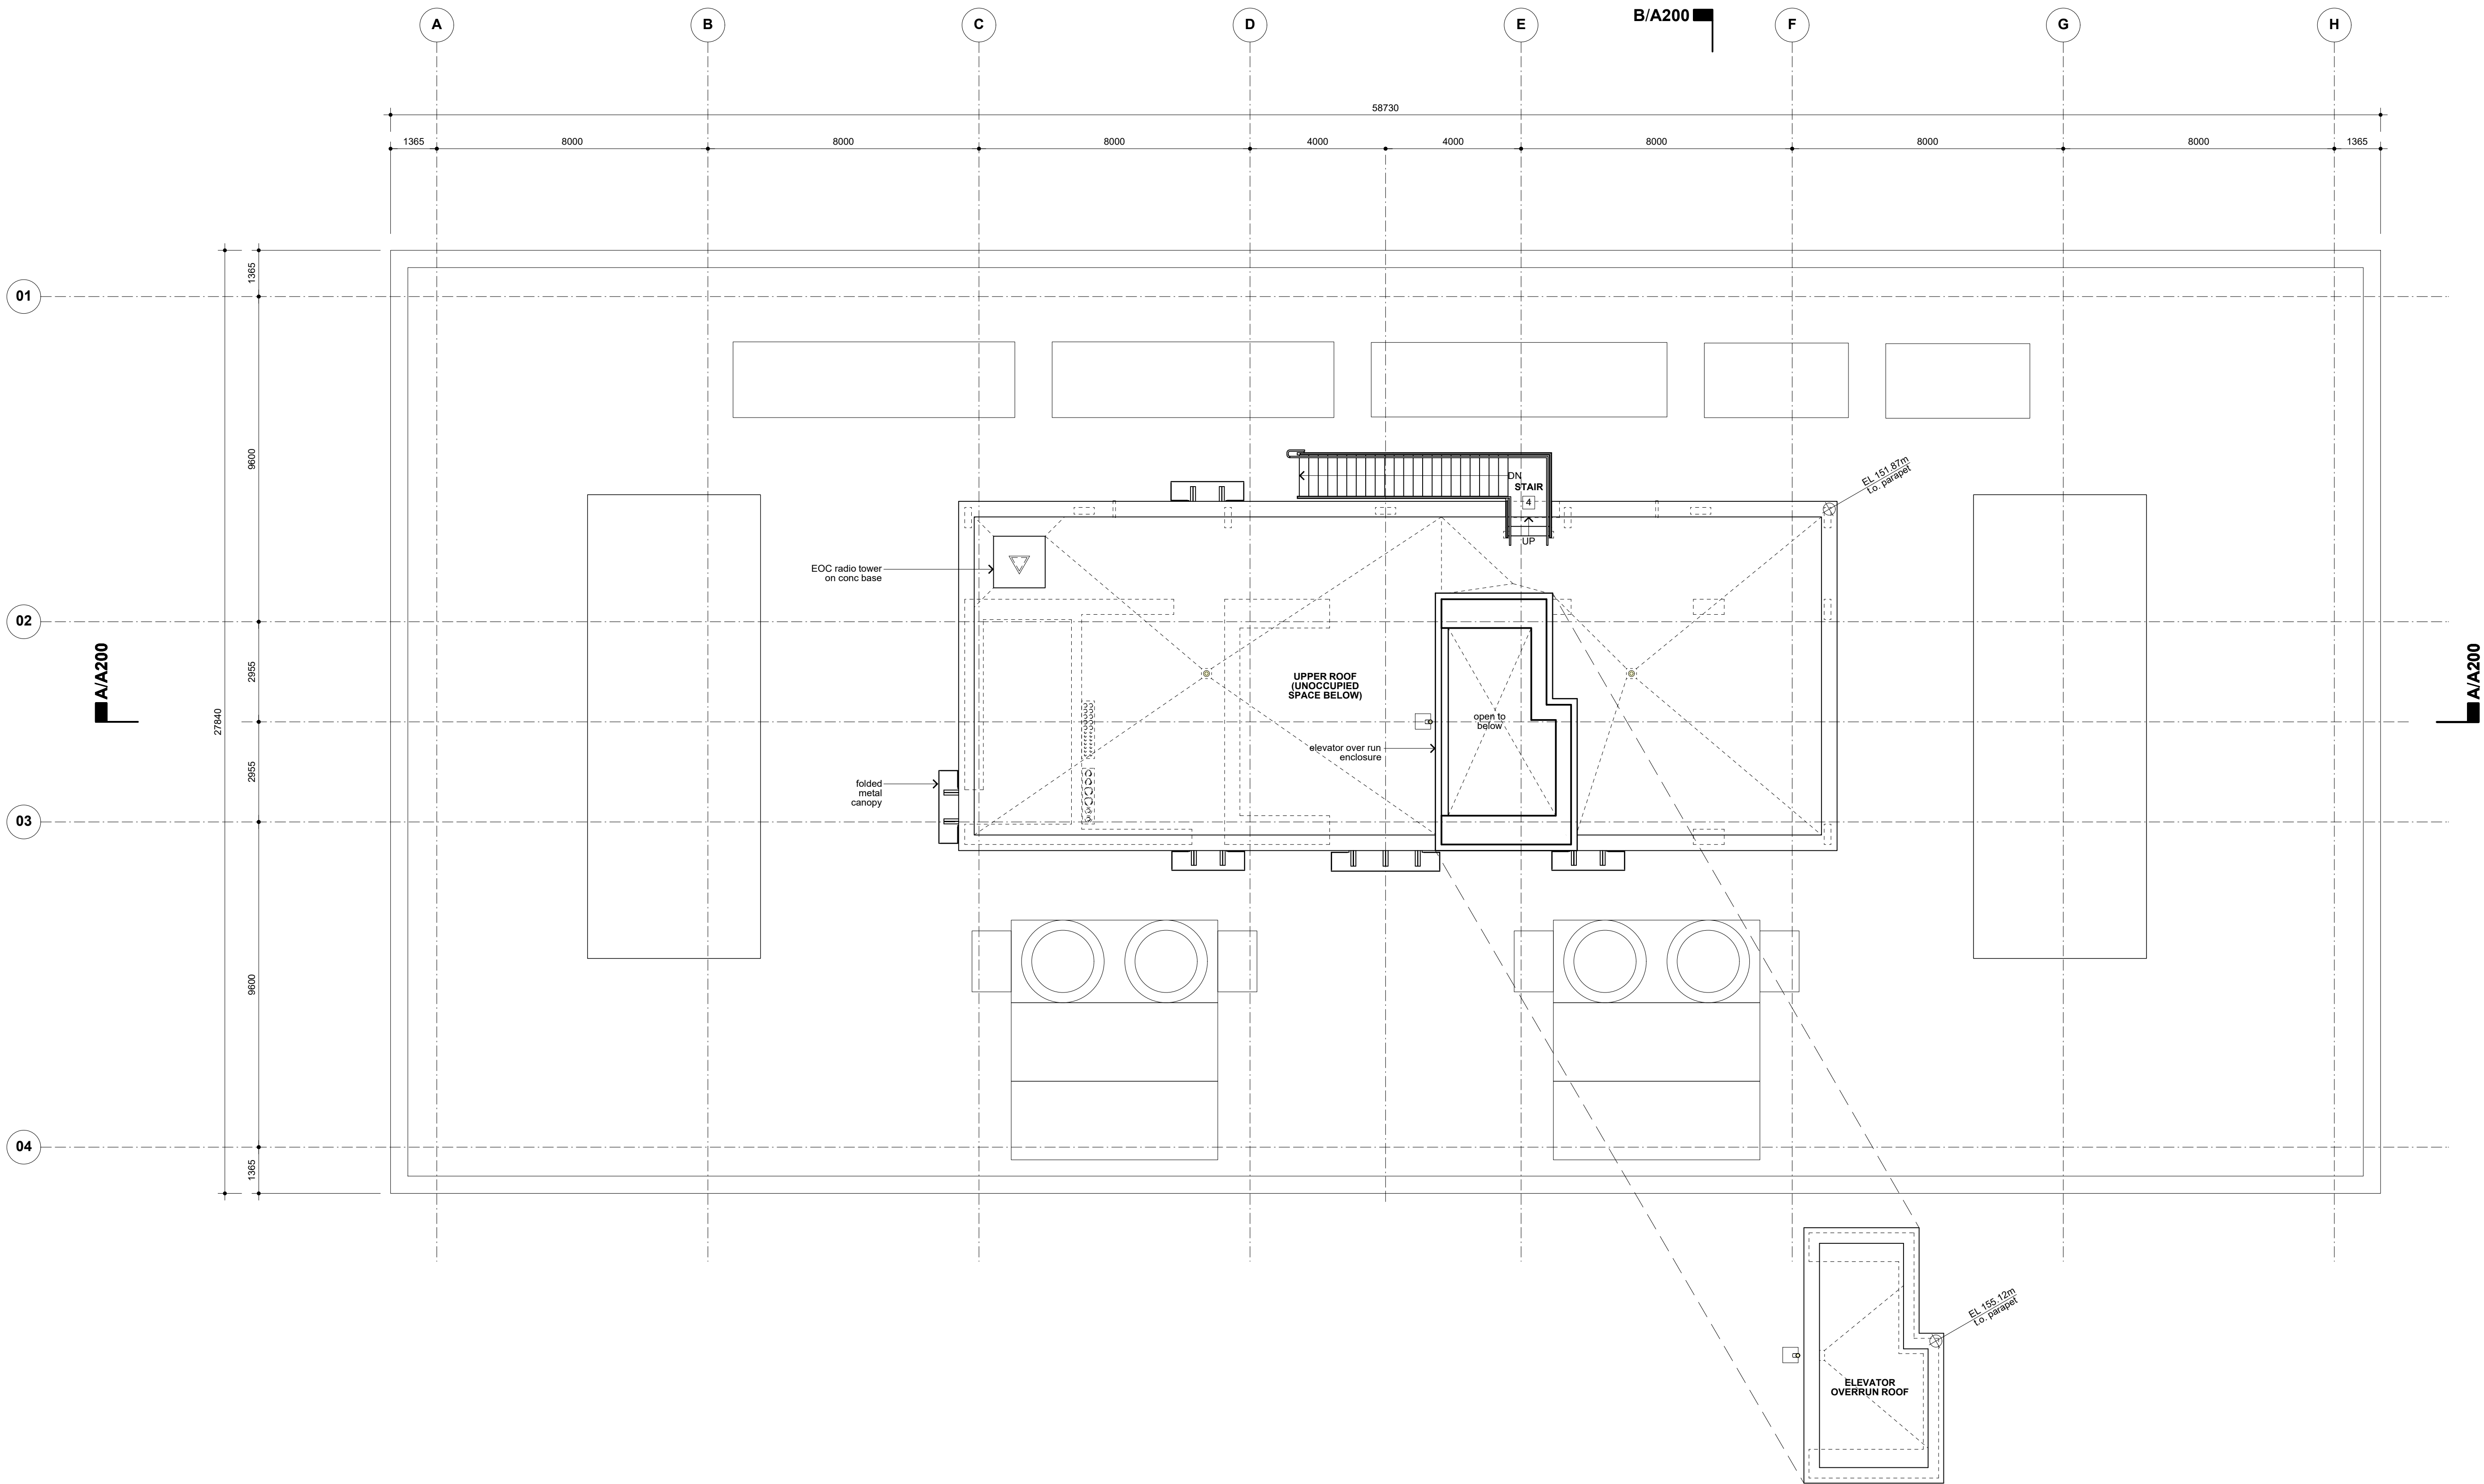 A
B
C
D
E
F
G
H
B/A200
58730
1365
8000
8000
8000
4000
4000
8000
8000
8000
1365
01
02
03
04
1365
9600
2955
2955
9600
1365
27840
A/A200
A/A200
DN
STAIR
4
UP
EL 151.87m
t.o. parapet
EOC radio tower
on conc base
UPPER ROOF
(UNOCCUPIED
SPACE BELOW)
open to
below
elevator over run
enclosure
folded
metal
canopy
EL 155.12m
t.o. parapet
ELEVATOR
OVERRUN ROOF